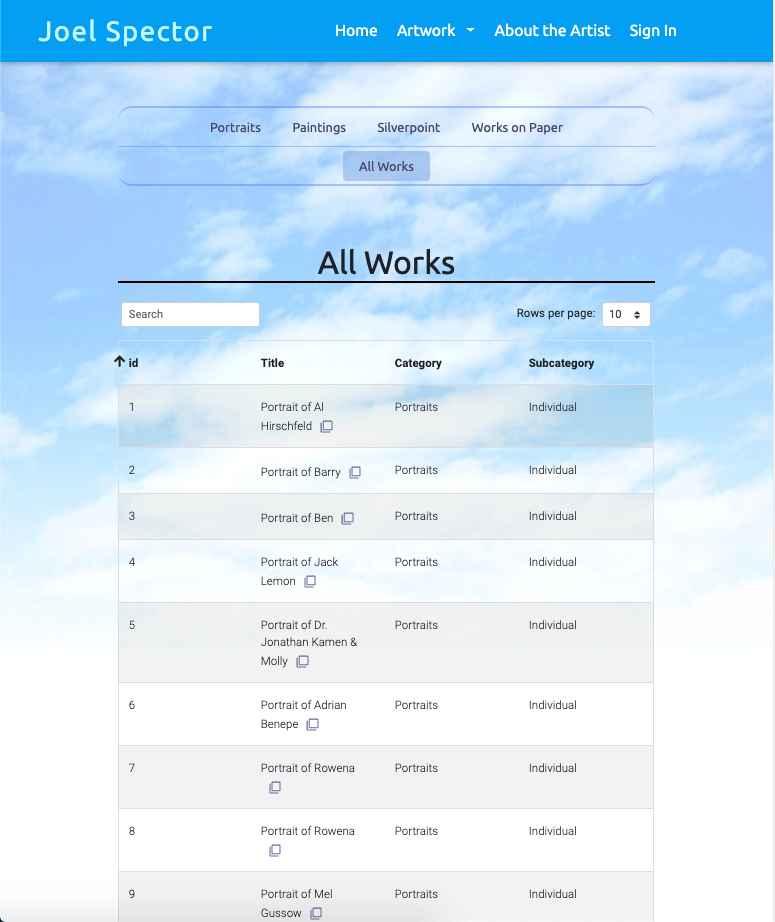 Joel Spector Home Artwork About the Artist Sign In
Portraits Paintings Silverpoint Works on Paper
All Works
All Works
Search Rows per page: 10
id Title Category Subcategory
1 Portrait of Al Portraits Individual
Hirschfeld
2 Portrait of Barry Portraits Individual
3 Portrait of Ben Portraits Individual
4 Portrait of Jack Portraits Individual
Lemon
5 Portrait of Dr. Portraits Individual
Jonathan Kamen &
Molly
6 Portrait of Adrian Portraits Individual
Benepe
7 Portrait of Rowena Portraits Individual
8 Portrait of Rowena Portraits Individual
9 Portrait of Mel Portraits Individual
Gussow